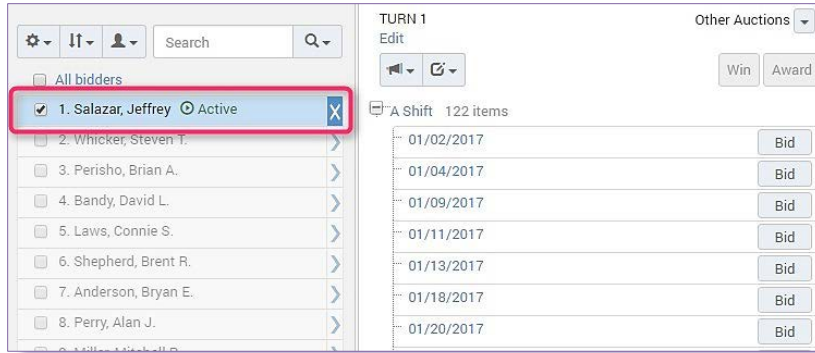 Search
All bidders
1. Salazar, Jeffrey Active
2. Whicker, Steven T.
3. Perisho, Brian A.
4. Bandy, David L.
5. Laws, Connie S.
6. Shepherd, Brent R.
7. Anderson, Bryan E.
8. Perry, Alan J.
TURN 1
Other Auctions
Edit
Win Award
A Shift 122 items
01/02/2017 Bid
01/04/2017 Bid
01/09/2017 Bid
01/11/2017 Bid
01/13/2017 Bid
01/18/2017 Bid
01/20/2017 Bid